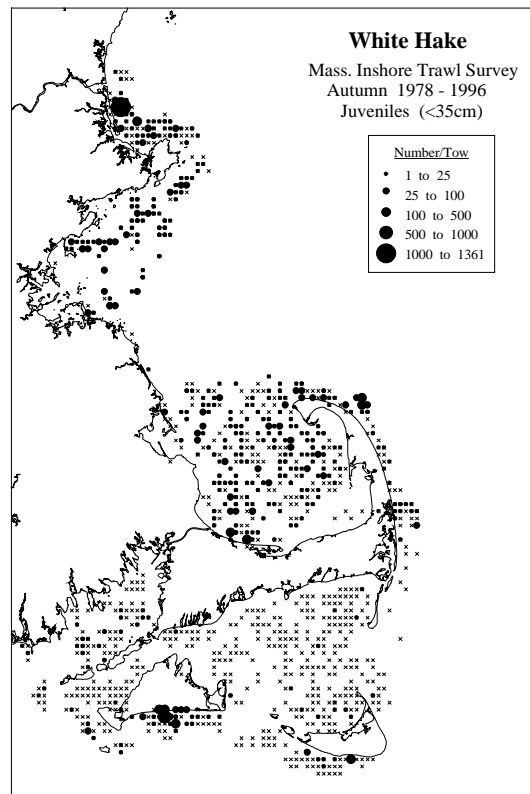 White Hake
Mass. Inshore Trawl Survey
Autumn 1978 - 1996
Juveniles (<35cm)
Number/Tow
1 to 25
25 to 100
100 to 500
500 to 1000
1000 to 1361